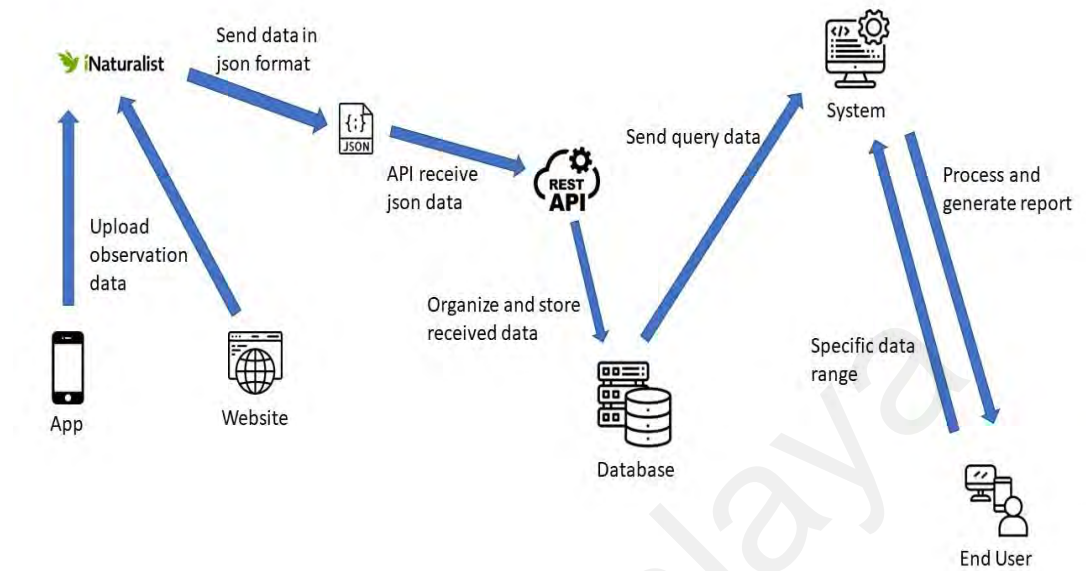 iNaturalist
Send data in
json format
{;}
JSON
API receive
json data
REST
API
Upload
observation
data
App
Website
Organize and store
received data
Database
Send query data
</>
System
Process and
generate report
Specific data
range
End User
laya